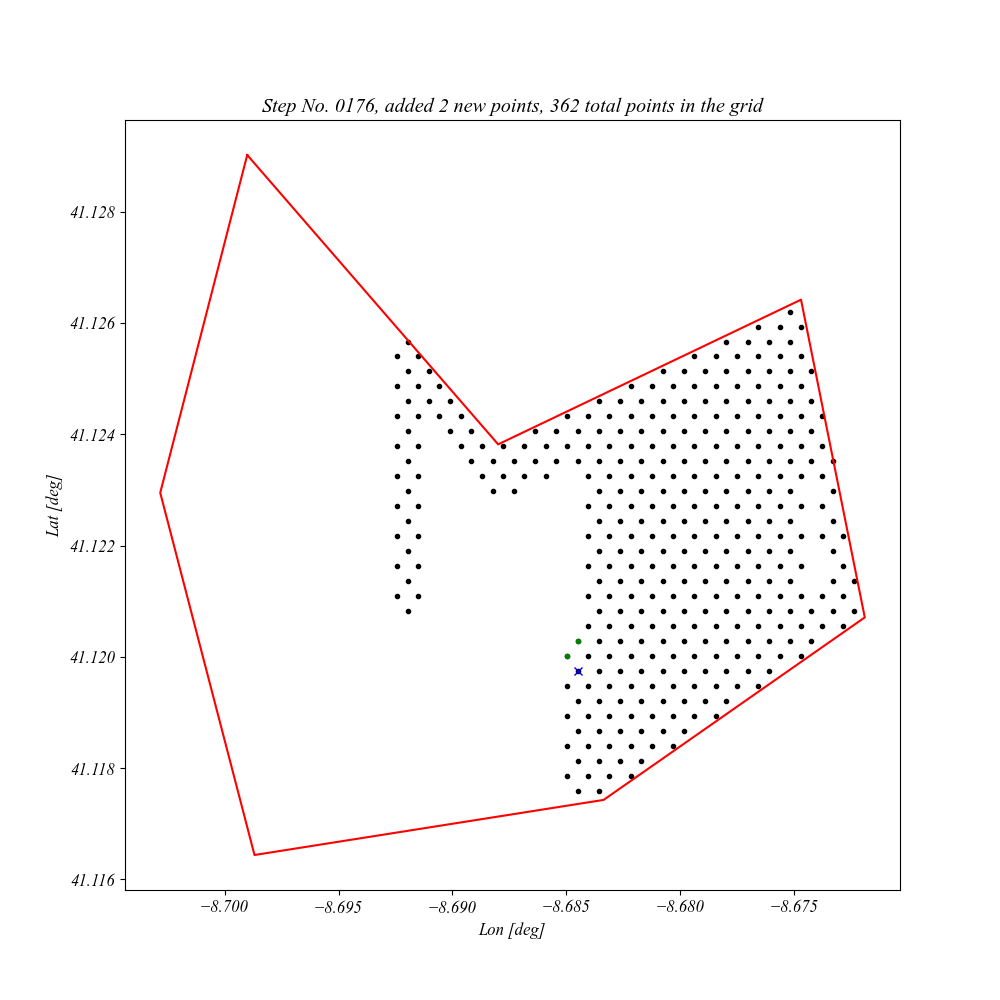 Step No. 0176, added 2 new points, 362 total points in the grid
41.128
41.126
41.124
41.122
41.120
41.118
41.116
Lat [deg]
−8.700 −8.695 −8.690 −8.685 −8.680 −8.675
Lon [deg]